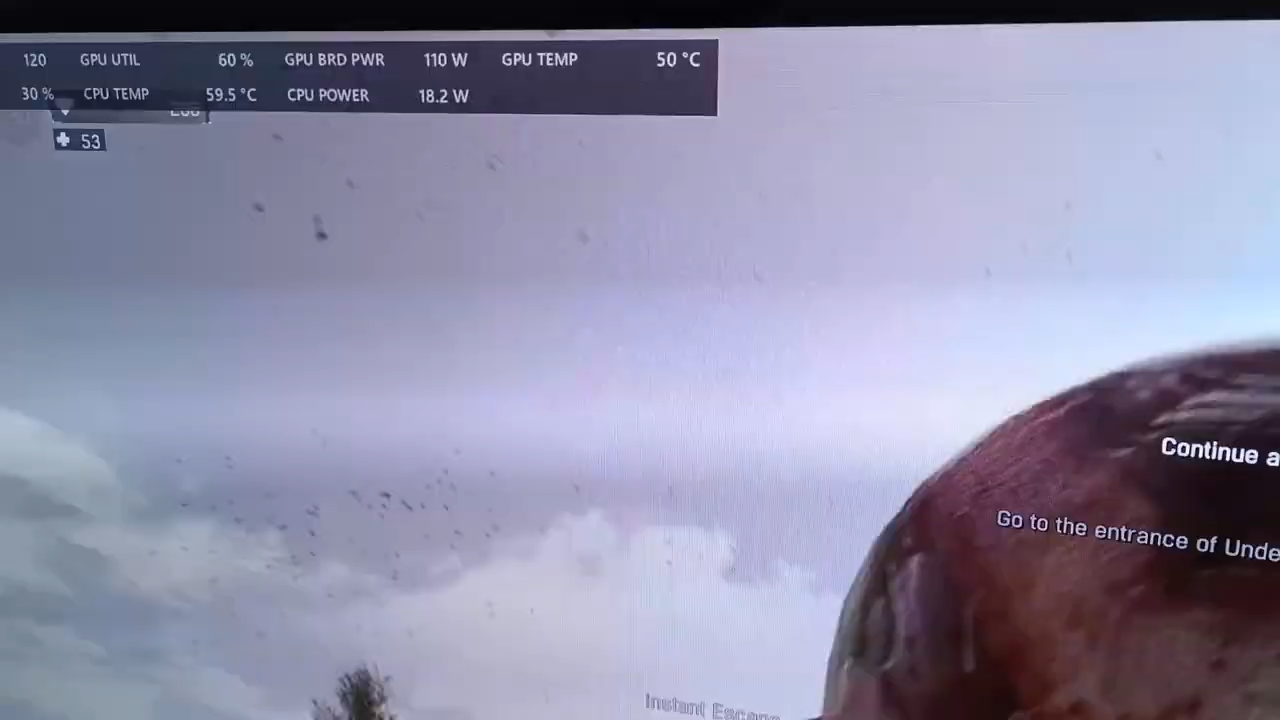 120 GPU UTIL 60 % GPU BRD PWR 110 W GPU TEMP 50 °C
30 % CPU TEMP 59.5 °C CPU POWER 18.2 W
53
Continue a
Go to the entrance of Unde
Instant Escape